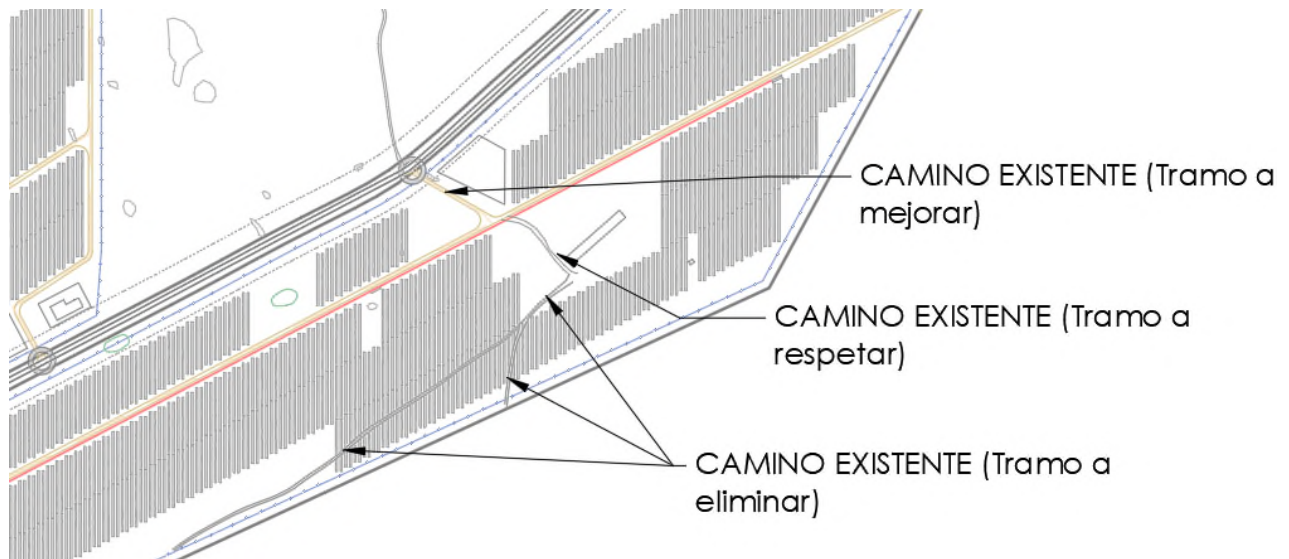 CAMINO EXISTENTE (Tramo a
mejorar)
CAMINO EXISTENTE (Tramo a
respetar)
CAMINO EXISTENTE (Tramo a
eliminar)